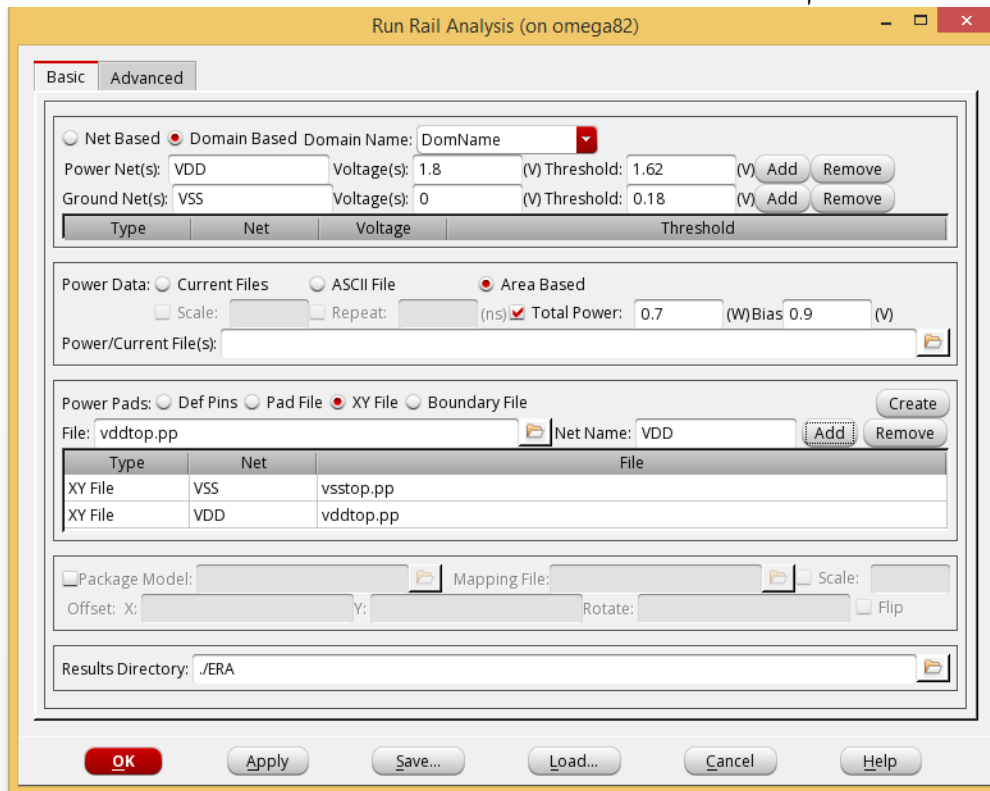 Run Rail Analysis (on omega82)
Basic Advanced
Net Based Domain Based Domain Name: DomName
Power Net(s): VDD Voltage(s): 1.8 (V) Threshold: 1.62 (V) Add Remove
Ground Net(s): VSS Voltage(s): 0 (V) Threshold: 0.18 (V) Add Remove
Type Net Voltage Threshold
Power Data: Current Files ASCII File Area Based
Scale: Repeat: (ns) Total Power: 0.7 (W) Bias 0.9 (V)
Power/Current File(s):
Power Pads: Def Pins Pad File XY File Boundary File Create
File: vddtop.pp Net Name: VDD Add Remove
Type Net File
XY File VSS vsstop.pp
XY File VDD vddtop.pp
Package Model: Mapping File: Scale:
Offset: X: Y: Rotate: Flip
Results Directory: ./ERA
OK Apply Save... Load... Cancel Help